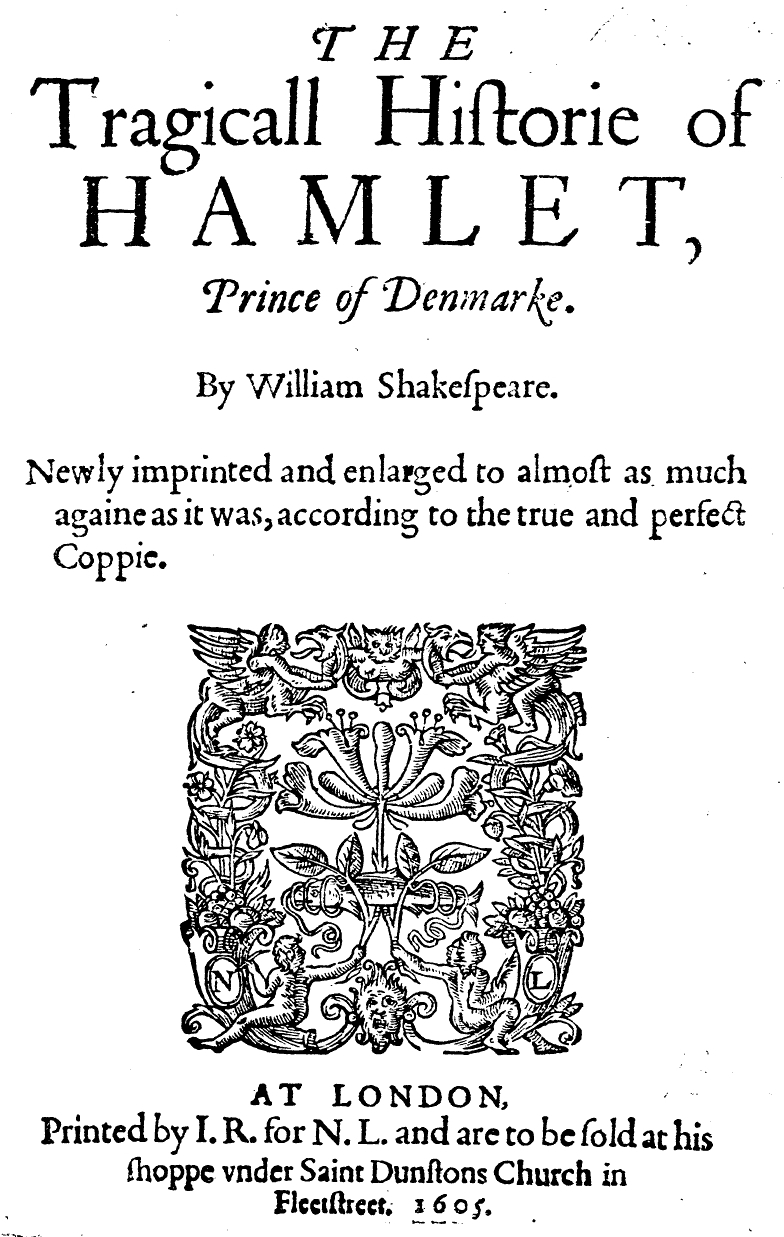 THE
Tragicall Hiſtorie of
HAMLET,
Prince of Denmarke.
By William Shakeſpeare.
Newly imprinted and enlarged to almoſt as much
againe as it was, according to the true and perfect
Coppie.
N L
AT LONDON,
Printed by I. R. for N. L. and are to be ſold at his
ſhoppe vnder Saint Dunſtons Church in
Fleetſtreet. 1605.